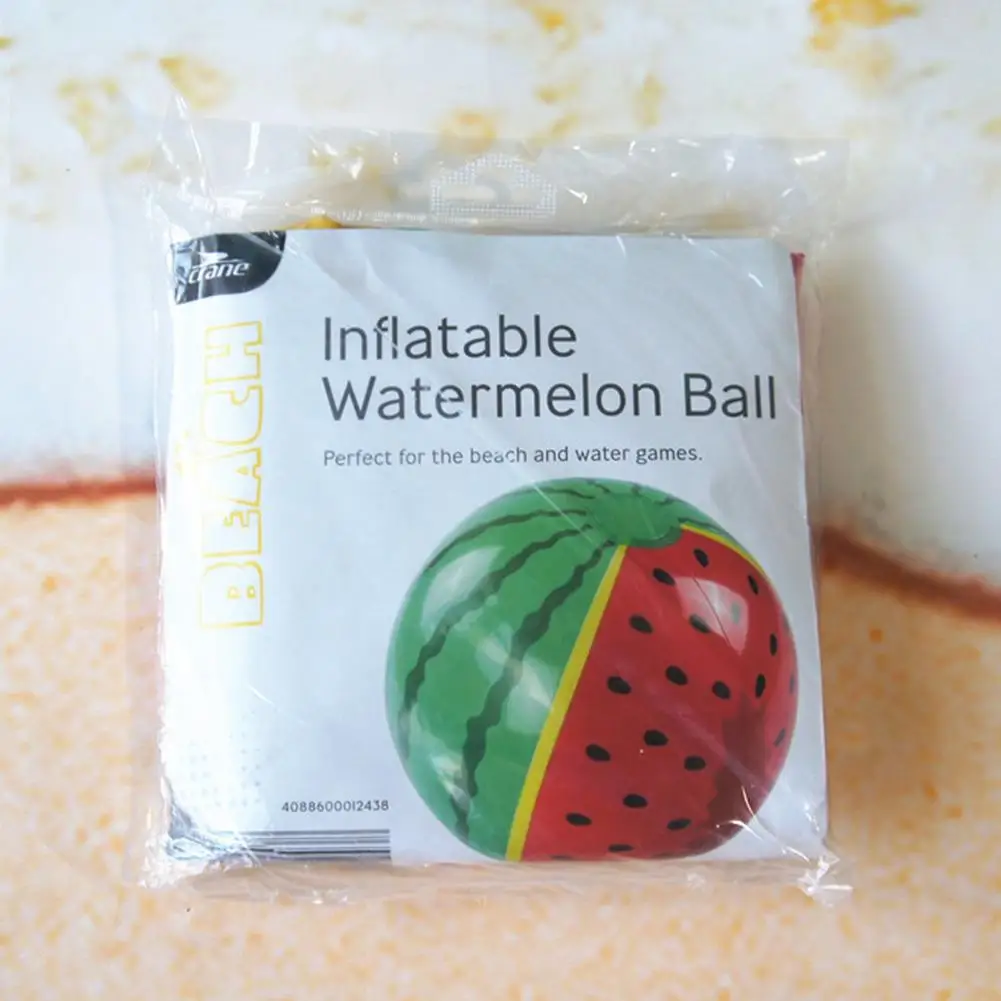 crane
BEACH
Inflatable
Watermelon Ball
Perfect for the beach and water games.
4088600012438